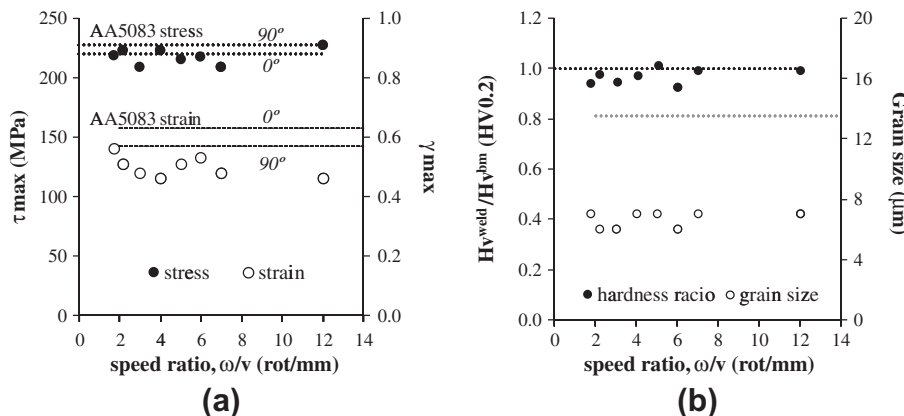 AA5083 stress 90º
0º
AA5083 strain 0º
90º
250
200
150
100
50
0
τmax (MPa)
1.0
0.8
0.6
0.4
0.2
0.0
γmax
stress strain
0 2 4 6 8 10 12 14
speed ratio, ω/v (rot/mm)
(a)
1.2
1.0
0.8
0.6
0.4
0.2
0.0
Hv^weld/Hv^bm (HV0.2)
20
16
12
8
4
0
Grain size (μm)
hardness racio grain size
0 2 4 6 8 10 12 14
speed ratio, ω/v (rot/mm)
(b)